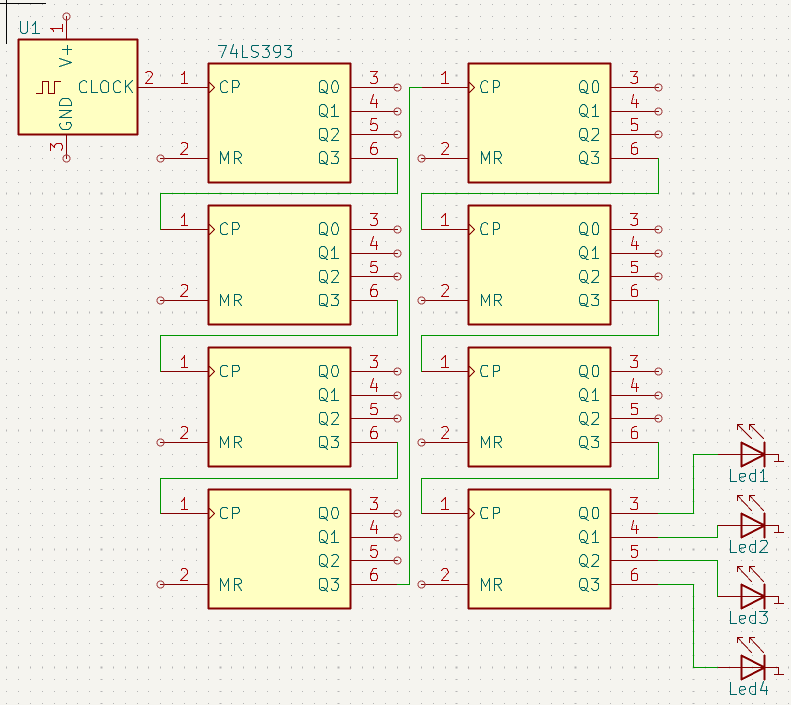 U1
1
V+
CLOCK
2
GND
3
74LS393
1
CP
Q0
3
Q1
4
Q2
5
2
MR
Q3
6
1
CP
Q0
3
Q1
4
Q2
5
2
MR
Q3
6
1
CP
Q0
3
Q1
4
Q2
5
2
MR
Q3
6
1
CP
Q0
3
Q1
4
Q2
5
2
MR
Q3
6
1
CP
Q0
3
Q1
4
Q2
5
2
MR
Q3
6
1
CP
Q0
3
Q1
4
Q2
5
2
MR
Q3
6
1
CP
Q0
3
Q1
4
Q2
5
2
MR
Q3
6
1
CP
Q0
3
Q1
4
Q2
5
2
MR
Q3
6
Led1
Led2
Led3
Led4